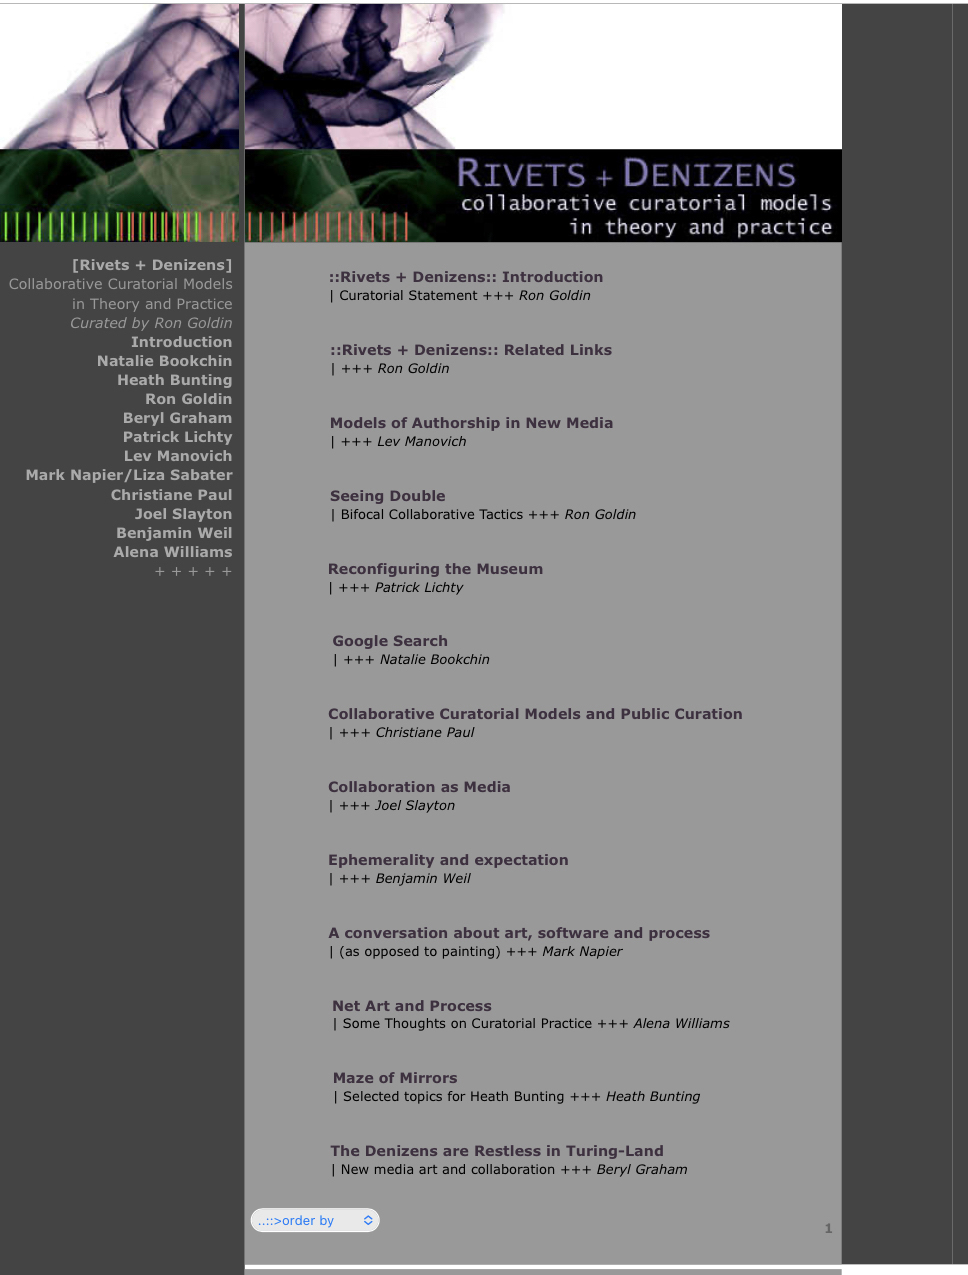 RIVETS + DENIZENS
collaborative curatorial models
in theory and practice
[Rivets + Denizens]
Collaborative Curatorial Models
in Theory and Practice
Curated by Ron Goldin
Introduction
Natalie Bookchin
Heath Bunting
Ron Goldin
Beryl Graham
Patrick Lichty
Lev Manovich
Mark Napier/Liza Sabater
Christiane Paul
Joel Slayton
Benjamin Weil
Alena Williams
+ + + + +
::Rivets + Denizens:: Introduction
| Curatorial Statement +++ Ron Goldin
::Rivets + Denizens:: Related Links
| +++ Ron Goldin
Models of Authorship in New Media
| +++ Lev Manovich
Seeing Double
| Bifocal Collaborative Tactics +++ Ron Goldin
Reconfiguring the Museum
| +++ Patrick Lichty
Google Search
| +++ Natalie Bookchin
Collaborative Curatorial Models and Public Curation
| +++ Christiane Paul
Collaboration as Media
| +++ Joel Slayton
Ephemerality and expectation
| +++ Benjamin Weil
A conversation about art, software and process
| (as opposed to painting) +++ Mark Napier
Net Art and Process
| Some Thoughts on Curatorial Practice +++ Alena Williams
Maze of Mirrors
| Selected topics for Heath Bunting +++ Heath Bunting
The Denizens are Restless in Turing-Land
| New media art and collaboration +++ Beryl Graham
..::>order by
1